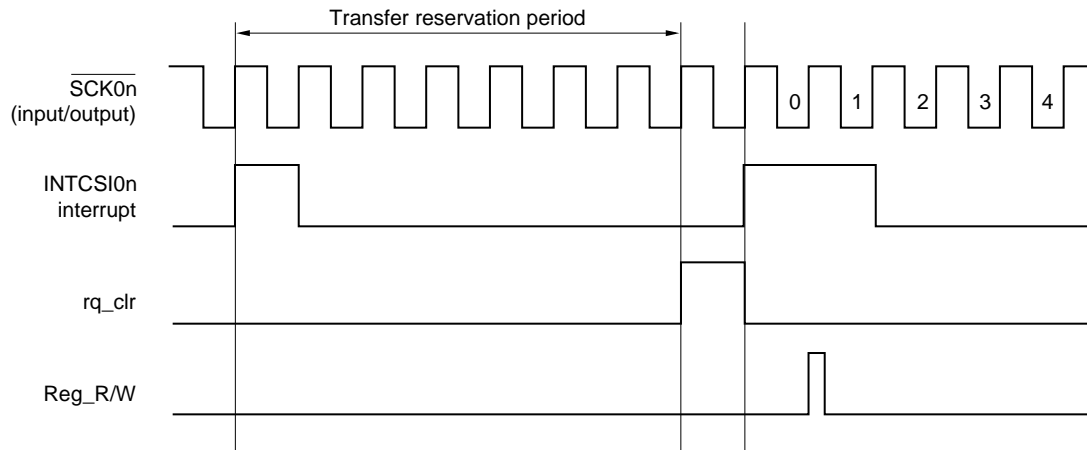 Transfer reservation period
SCK0n
(input/output)
0 1 2 3 4
INTCSI0n
interrupt
rq_clr
Reg_R/W